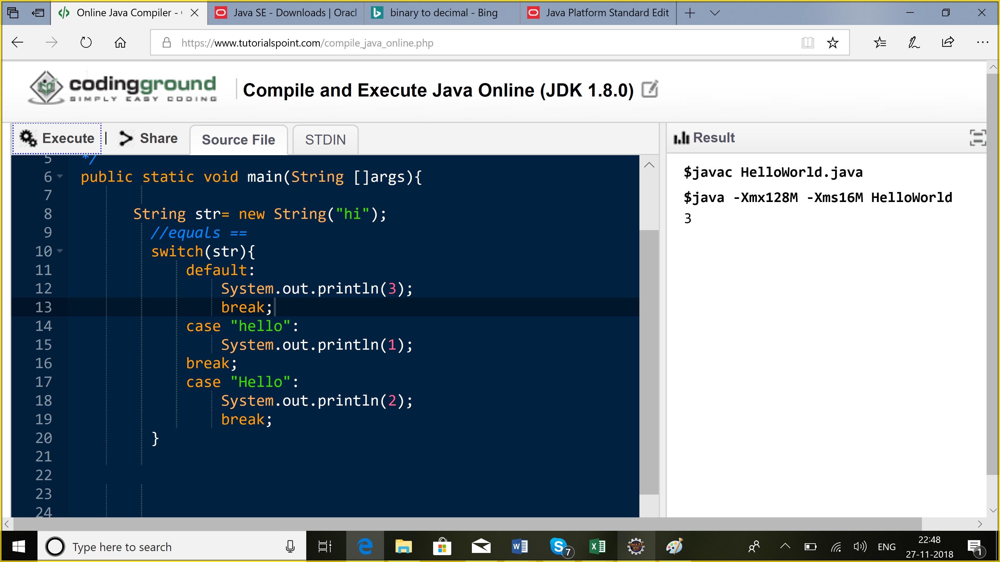 Online Java Compiler -
Java SE - Downloads | Oracl
binary to decimal - Bing
Java Platform Standard Edit
https://www.tutorialspoint.com/compile_java_online.php
codingground
SIMPLY EASY CODING
Compile and Execute Java Online (JDK 1.8.0)
Execute | Share
Source File
STDIN
Result
5 */
6 public static void main(String []args){
7
8 String str= new String("hi");
9 //equals ==
10 switch(str){
11 default:
12 System.out.println(3);
13 break;
14 case "hello":
15 System.out.println(1);
16 break;
17 case "Hello":
18 System.out.println(2);
19 break;
20 }
21
22
23
24
$javac HelloWorld.java
$java -Xmx128M -Xms16M HelloWorld
3
Type here to search
7
Java EE
IDE
ENG
22:48
27-11-2018
1